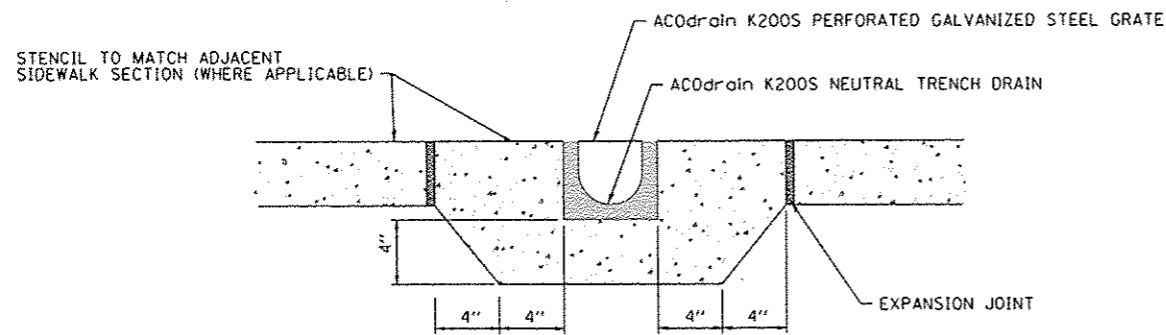 ACOdrain K200S PERFORATED GALVANIZED STEEL GRATE
STENCIL TO MATCH ADJACENT
SIDEWALK SECTION (WHERE APPLICABLE)
ACOdrain K200S NEUTRAL TRENCH DRAIN
4"
EXPANSION JOINT
4" 4" 4" 4"